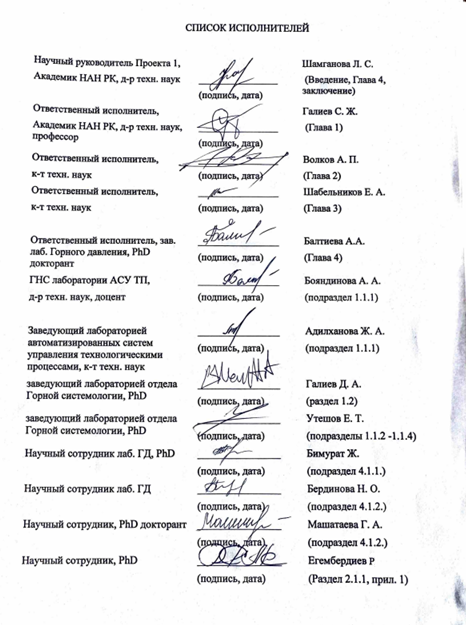 СПИСОК ИСПОЛНИТЕЛЕЙ
Научный руководитель Проекта 1, Шамганова Л. С.
Академик НАН РК, д-р техн. наук (Введение, Глава 4,
(подпись, дата) заключение)
Ответственный исполнитель, Галиев С. Ж.
Академик НАН РК, д-р техн. наук, (Глава 1)
профессор (подпись, дата)
Ответственный исполнитель, Волков А. П.
к-т техн. наук (подпись, дата) (Глава 2)
Ответственный исполнитель, Шабельников Е. А.
к-т техн. наук (подпись, дата) (Глава 3)
Ответственный исполнитель, зав. Балтиева А.А.
лаб. Горного давления, PhD (подпись, дата) (Глава 4)
докторант
ГНС лаборатории АСУ ТП, Бояндинова А. А.
д-р техн. наук, доцент (подпись, дата) (подраздел 1.1.1)
Заведующий лабораторией Адилханова Ж. А.
автоматизированных систем (подпись, дата) (подраздел 1.1.1)
управления технологическими
процессами, к-т техн. наук
заведующий лабораторией отдела Галиев Д. А.
Горной системологии, PhD (подпись, дата) (раздел 1.2)
заведующий лабораторией отдела Утешов Е. Т.
Горной системологии, PhD (подпись, дата) (подразделы 1.1.2 -1.1.4)
Научный сотрудник лаб. ГД, PhD Бимурат Ж.
(подпись, дата) (подраздел 4.1.1.)
Научный сотрудник лаб. ГД Бердинова Н. О.
(подпись, дата) (подраздел 4.1.2.)
Научный сотрудник, PhD докторант Машатаева Г. А.
(подпись, дата) (подраздел 4.1.2.)
Научный сотрудник, PhD Егембердиев Р
(подпись, дата) (Раздел 2.1.1, прил. 1)